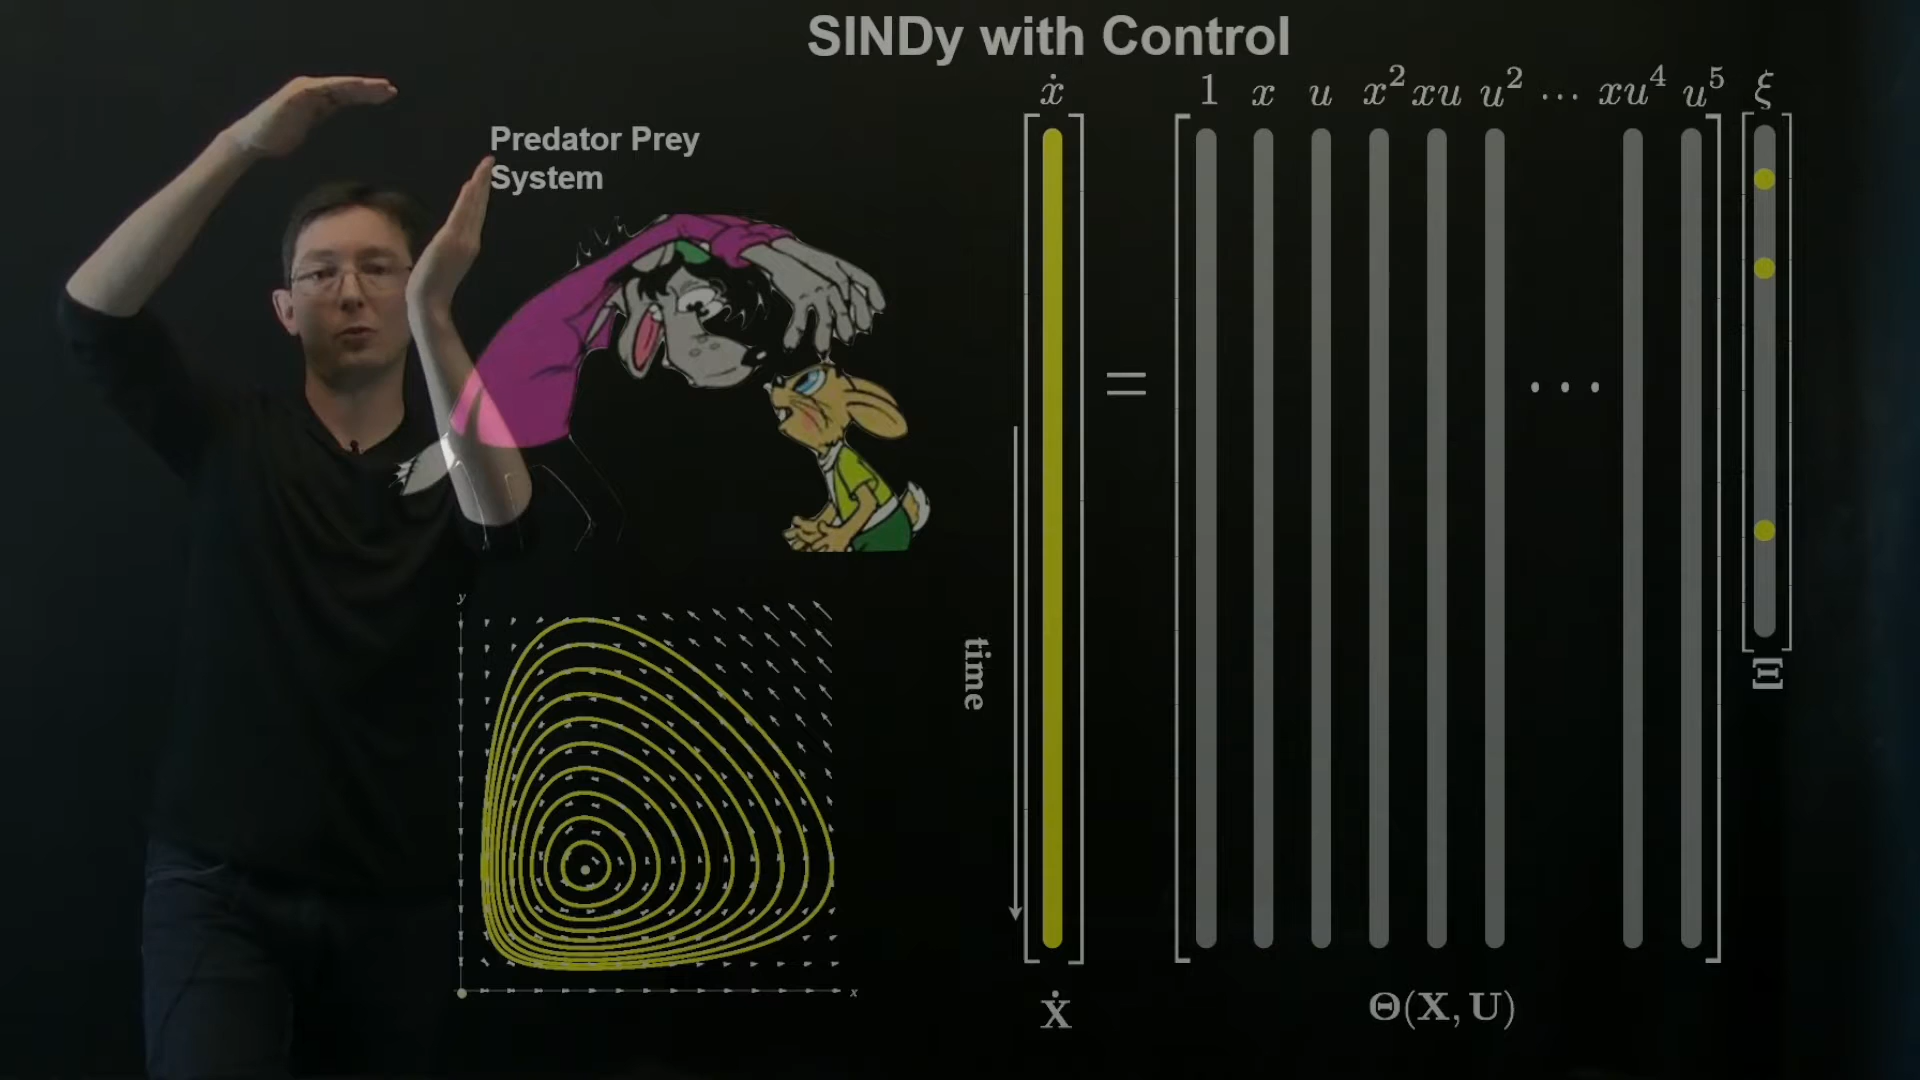 SINDy with Control
ẋ
1 x u x² xu u² ⋯ xu⁴ u⁵ ξ
Predator Prey
System
=
⋯
y
time
Ξ
x
Ẋ
Θ(X, U)